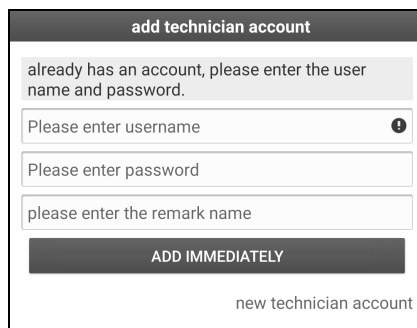 add technician account
already has an account, please enter the user
name and password.
Please enter username
Please enter password
please enter the remark name
ADD IMMEDIATELY
new technician account